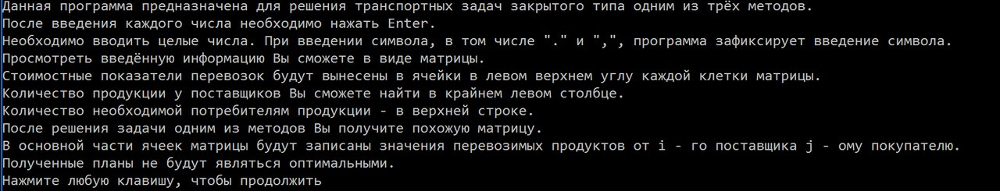 Данная программа предназначена для решения транспортных задач закрытого типа одним из трёх методов.
После введения каждого числа необходимо нажать Enter.
Необходимо вводить целые числа. При введении символа, в том числе "." и ",", программа зафиксирует введение символа.
Просмотреть введённую информацию Вы сможете в виде матрицы.
Стоимостные показатели перевозок будут вынесены в ячейки в левом верхнем углу каждой клетки матрицы.
Количество продукции у поставщиков Вы сможете найти в крайнем левом столбце.
Количество необходимой потребителям продукции - в верхней строке.
После решения задачи одним из методов Вы получите похожую матрицу.
В основной части ячеек матрицы будут записаны значения перевозимых продуктов от i - го поставщика j - ому покупателю.
Полученные планы не будут являться оптимальными.
Нажмите любую клавишу, чтобы продолжить